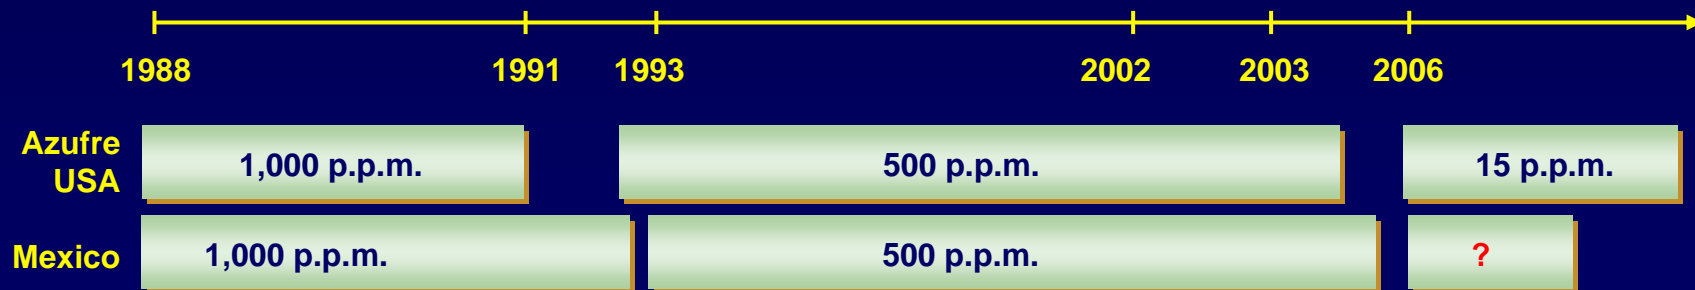 1988 1991 1993 2002 2003 2006
Azufre
USA
1,000 p.p.m. 500 p.p.m. 15 p.p.m.
Mexico 1,000 p.p.m. 500 p.p.m. ?